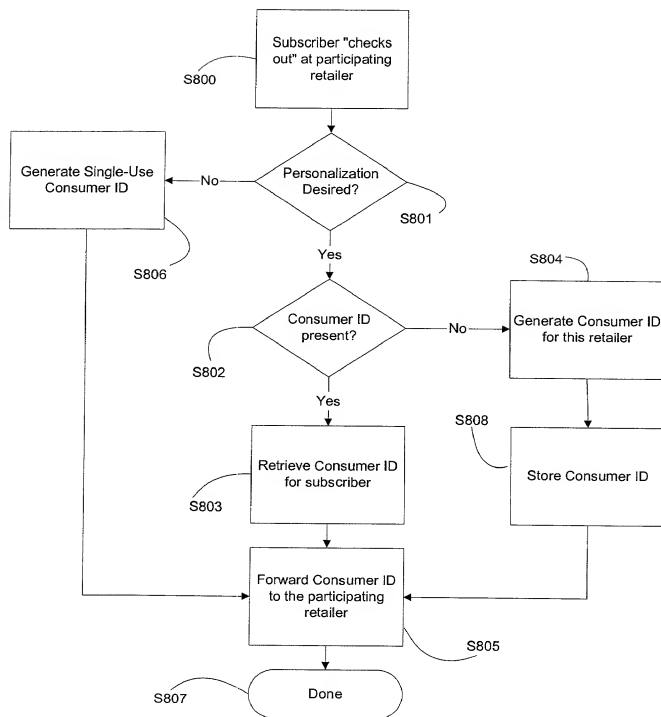 Subscriber "checks
out" at participating
retailer
S800
Generate Single-Use
Consumer ID
No
Personalization
Desired?
S801
S806
Yes
S804
Consumer ID
present?
No
Generate Consumer ID
for this retailer
S802
Yes
S808
Retrieve Consumer ID
for subscriber
Store Consumer ID
S803
Forward Consumer ID
to the participating
retailer
S805
Done
S807